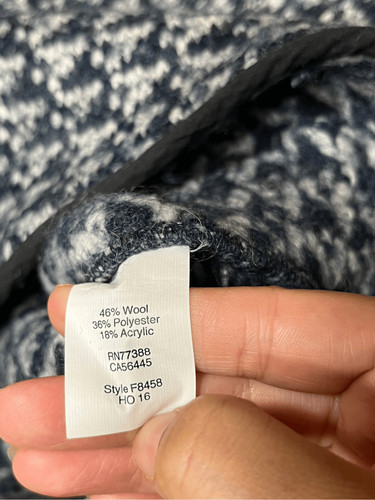 46% Wool
36% Polyester
18% Acrylic
RN77388
CA56445
Style F8458
HO 16